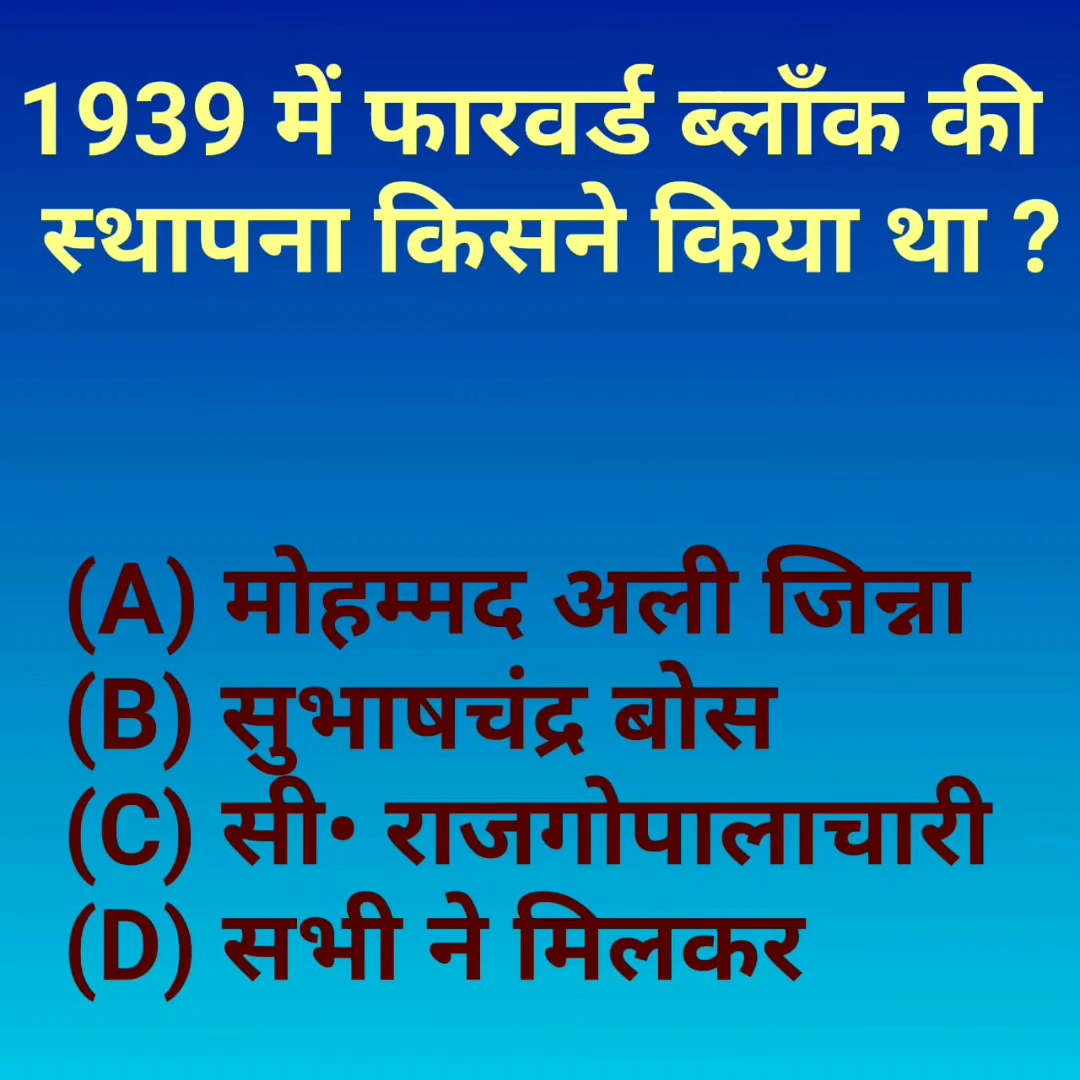 1939 में फारवर्ड ब्लाँक की
स्थापना किसने किया था ?
(A) मोहम्मद अली जिन्ना
(B) सुभाषचंद्र बोस
(C) सी• राजगोपालाचारी
(D) सभी ने मिलकर